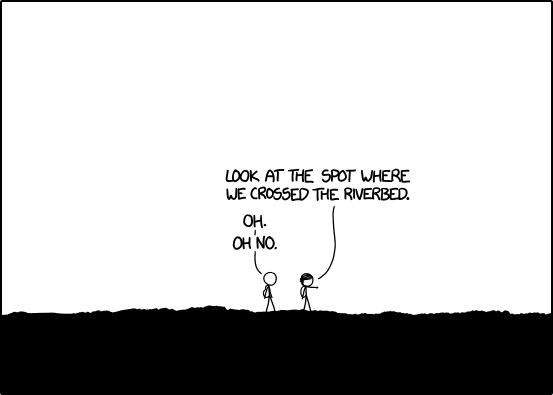 LOOK AT THE SPOT WHERE
WE CROSSED THE RIVERBED.
OH.
OH NO.